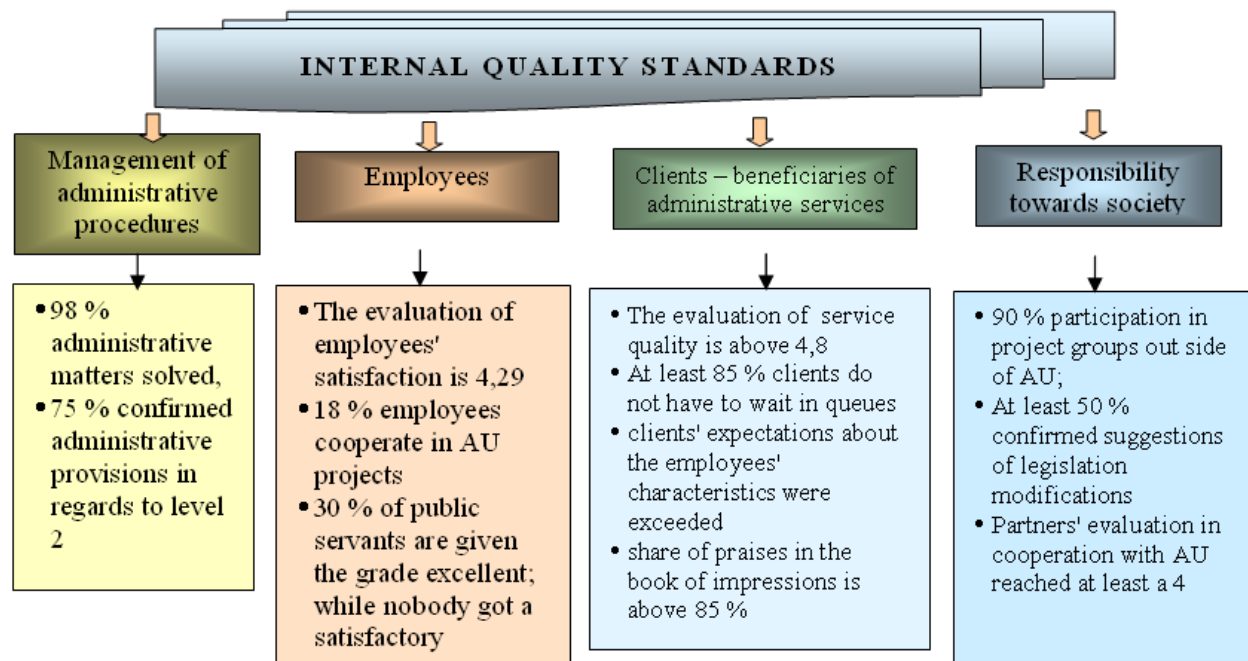 INTERNAL QUALITY STANDARDS
Management of
administrative
procedures
• 98 %
administrative
matters solved,
• 75 % confirmed
administrative
provisions in
regards to level
2
Employees
• The evaluation of
employees'
satisfaction is 4,29
• 18 % employees
cooperate in AU
projects
• 30 % of public
servants are given
the grade excellent;
while nobody got a
satisfactory
Clients – beneficiaries of
administrative services
• The evaluation of service
quality is above 4,8
• At least 85 % clients do
not have to wait in queues
• clients' expectations about
the employees'
characteristics were
exceeded
• share of praises in the
book of impressions is
above 85 %
Responsibility
towards society
• 90 % participation in
project groups out side
of AU;
• At least 50 %
confirmed suggestions
of legislation
modifications
• Partners' evaluation in
cooperation with AU
reached at least a 4